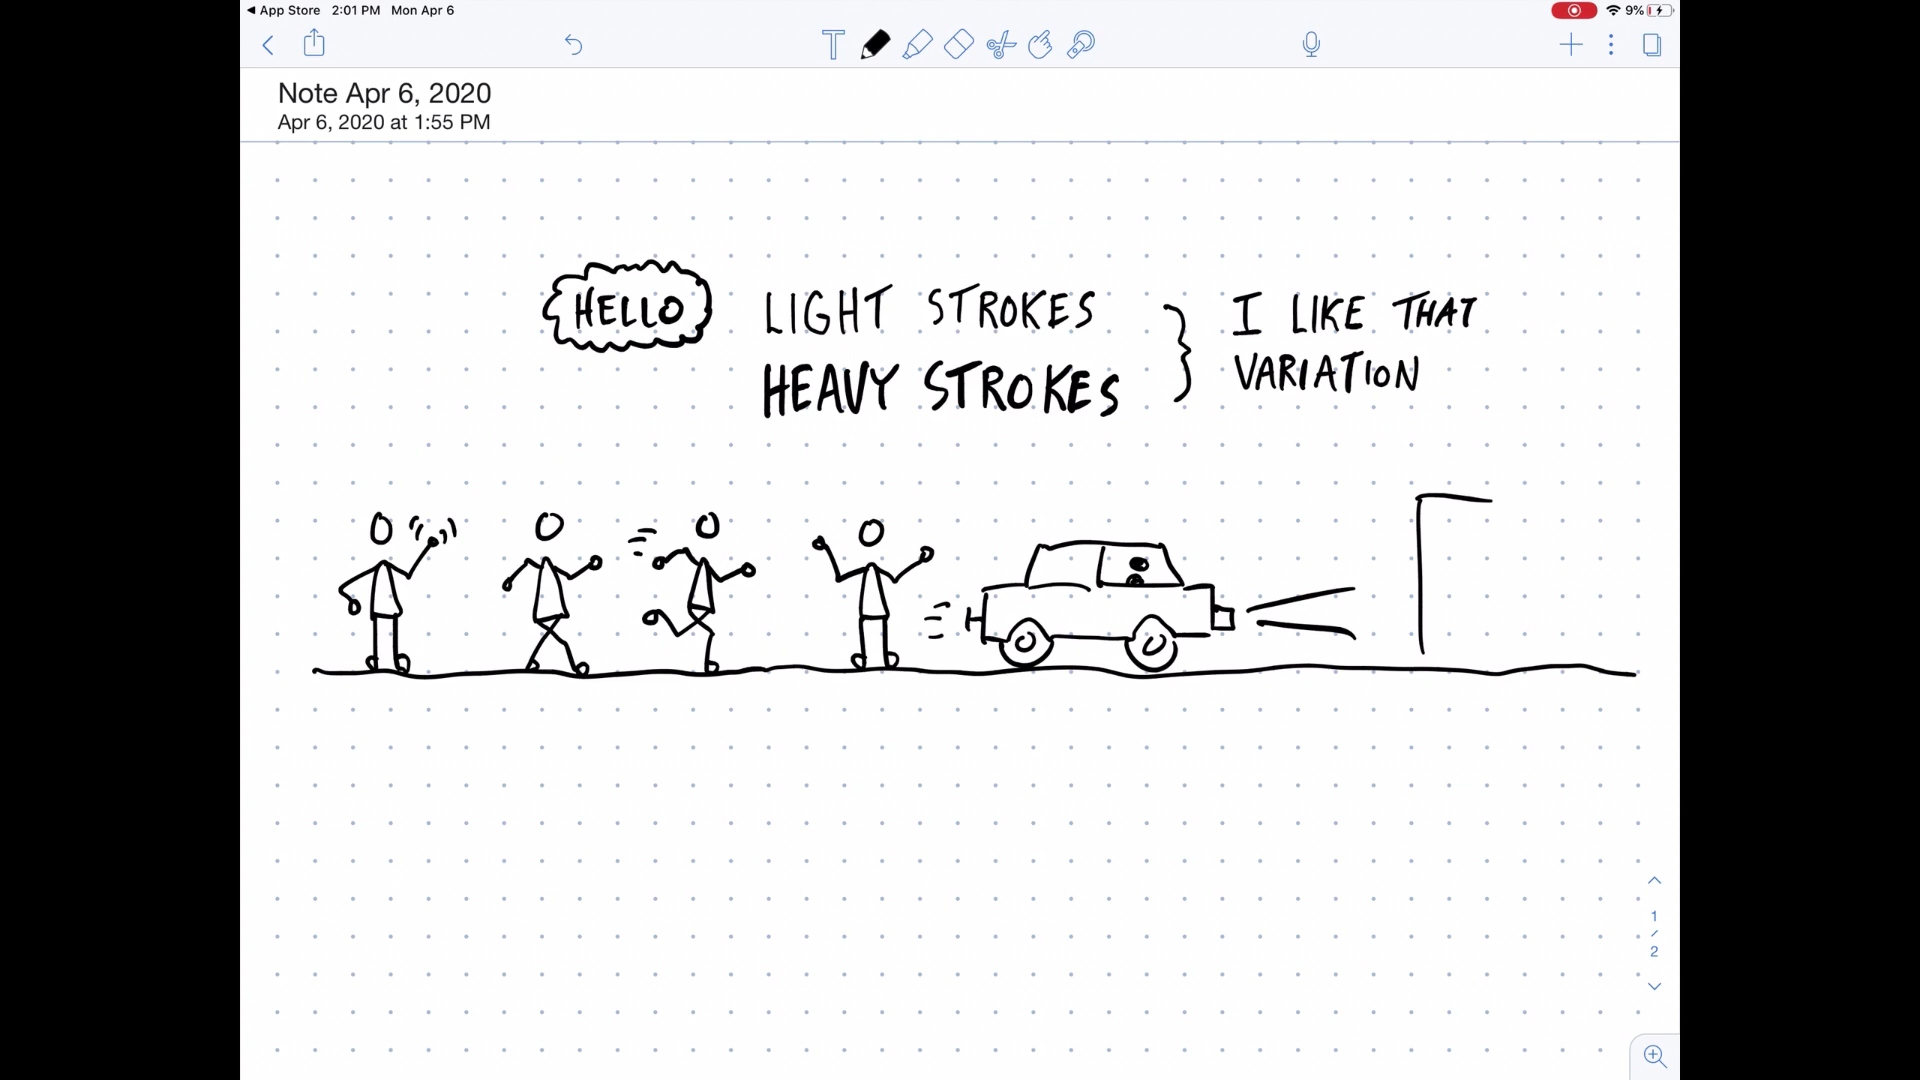 App Store 2:01 PM Mon Apr 6
9%
Note Apr 6, 2020
Apr 6, 2020 at 1:55 PM
HELLO
LIGHT STROKES
HEAVY STROKES
I LIKE THAT
VARIATION
1
/
2